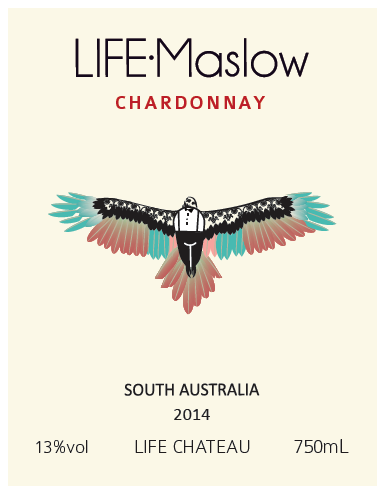 LIFE·Maslow
CHARDONNAY
SOUTH AUSTRALIA
2014
13%vol LIFE CHATEAU 750mL